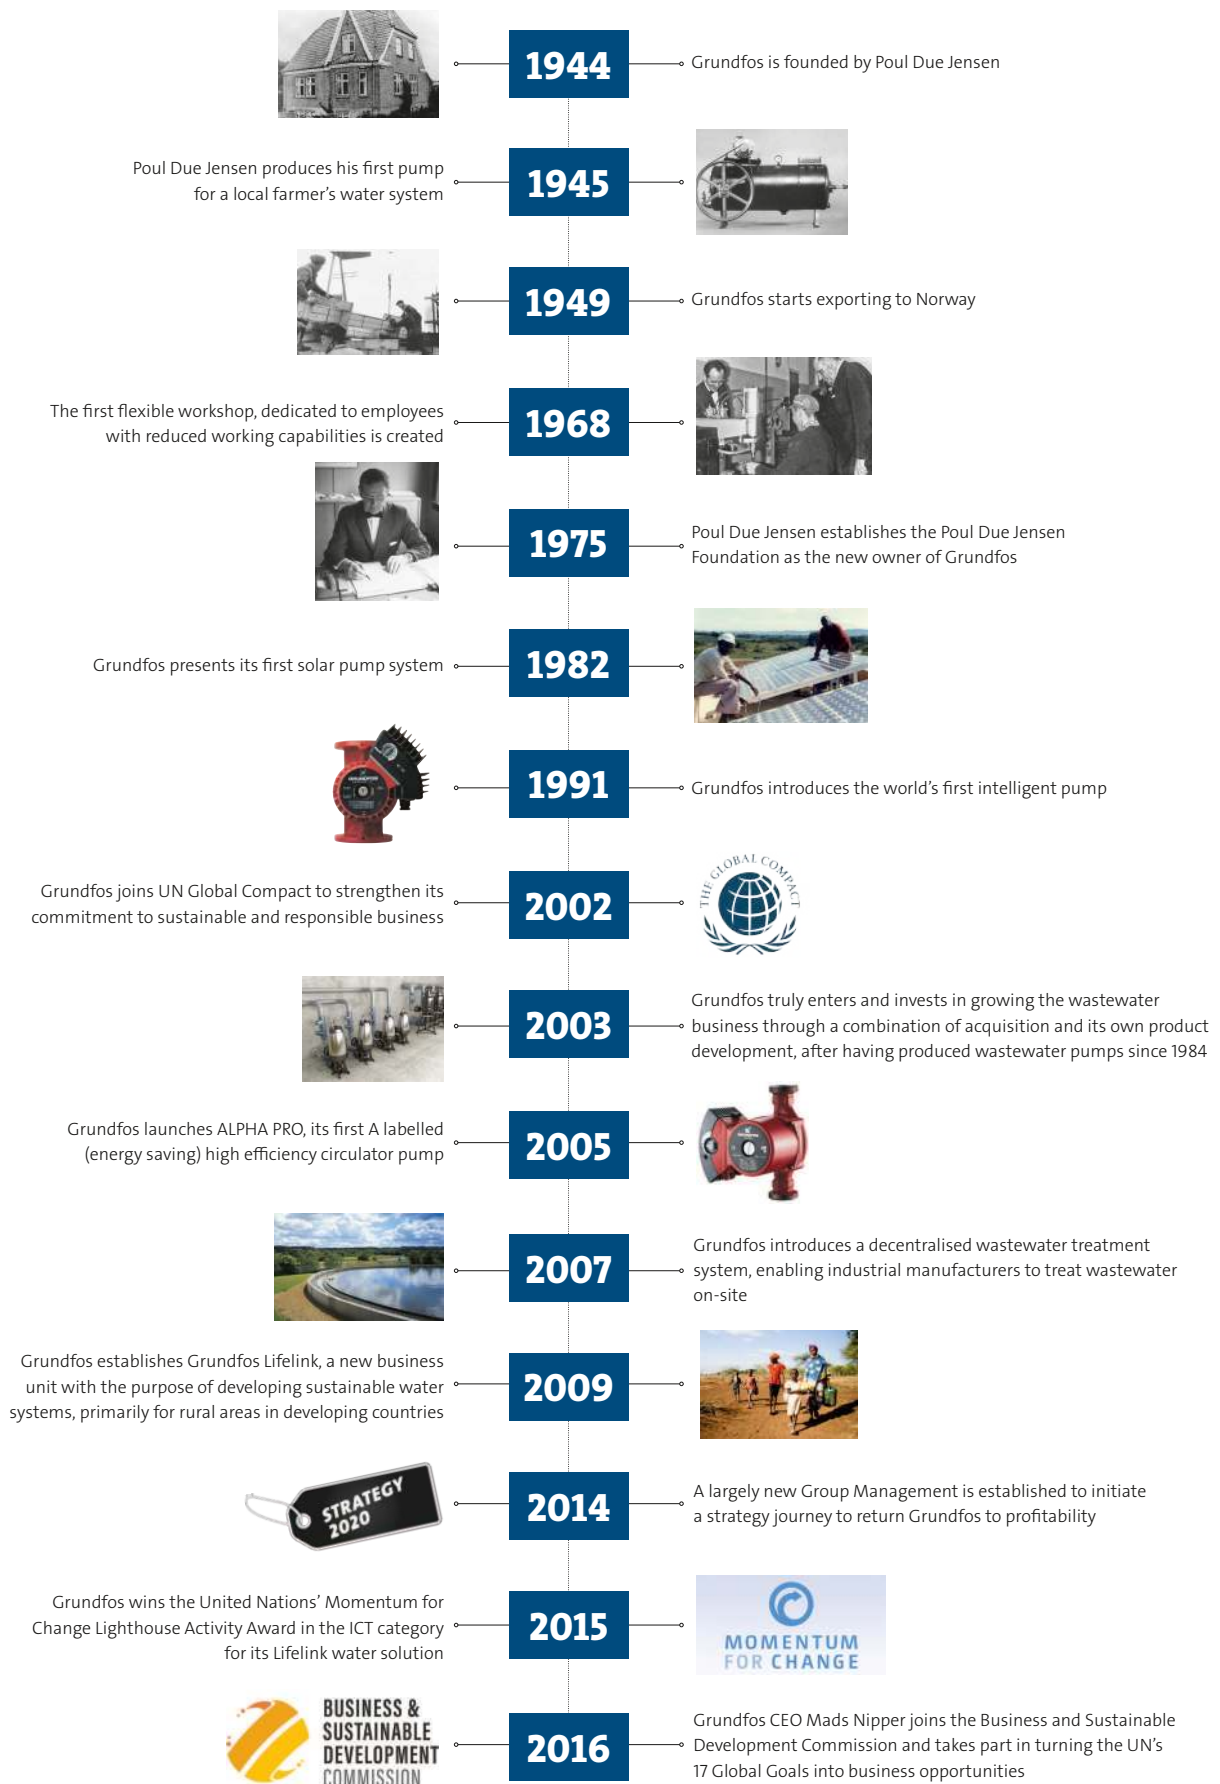 1944
Grundfos is founded by Poul Due Jensen
Poul Due Jensen produces his first pump
for a local farmer's water system
1945
1949
Grundfos starts exporting to Norway
The first flexible workshop, dedicated to employees
with reduced working capabilities is created
1968
1975
Poul Due Jensen establishes the Poul Due Jensen
Foundation as the new owner of Grundfos
Grundfos presents its first solar pump system
1982
1991
Grundfos introduces the world's first intelligent pump
Grundfos joins UN Global Compact to strengthen its
commitment to sustainable and responsible business
2002
THE GLOBAL COMPACT
2003
Grundfos truly enters and invests in growing the wastewater
business through a combination of acquisition and its own product
development, after having produced wastewater pumps since 1984
Grundfos launches ALPHA PRO, its first A labelled
(energy saving) high efficiency circulator pump
2005
2007
Grundfos introduces a decentralised wastewater treatment
system, enabling industrial manufacturers to treat wastewater
on-site
Grundfos establishes Grundfos Lifelink, a new business
unit with the purpose of developing sustainable water
systems, primarily for rural areas in developing countries
2009
STRATEGY
2020
2014
A largely new Group Management is established to initiate
a strategy journey to return Grundfos to profitability
Grundfos wins the United Nations' Momentum for
Change Lighthouse Activity Award in the ICT category
for its Lifelink water solution
2015
MOMENTUM
FOR CHANGE
BUSINESS &
SUSTAINABLE
DEVELOPMENT
COMMISSION
2016
Grundfos CEO Mads Nipper joins the Business and Sustainable
Development Commission and takes part in turning the UN's
17 Global Goals into business opportunities